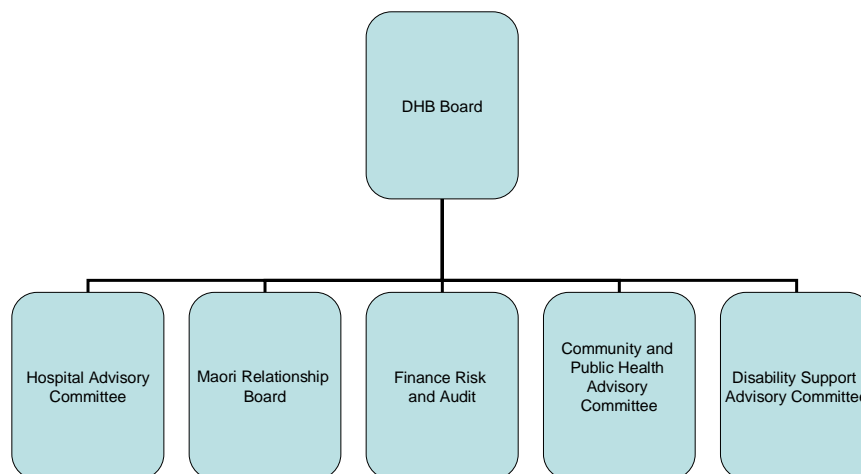 DHB Board
Hospital Advisory
Committee
Maori Relationship
Board
Finance Risk
and Audit
Community and
Public Health
Advisory
Committee
Disability Support
Advisory Committee